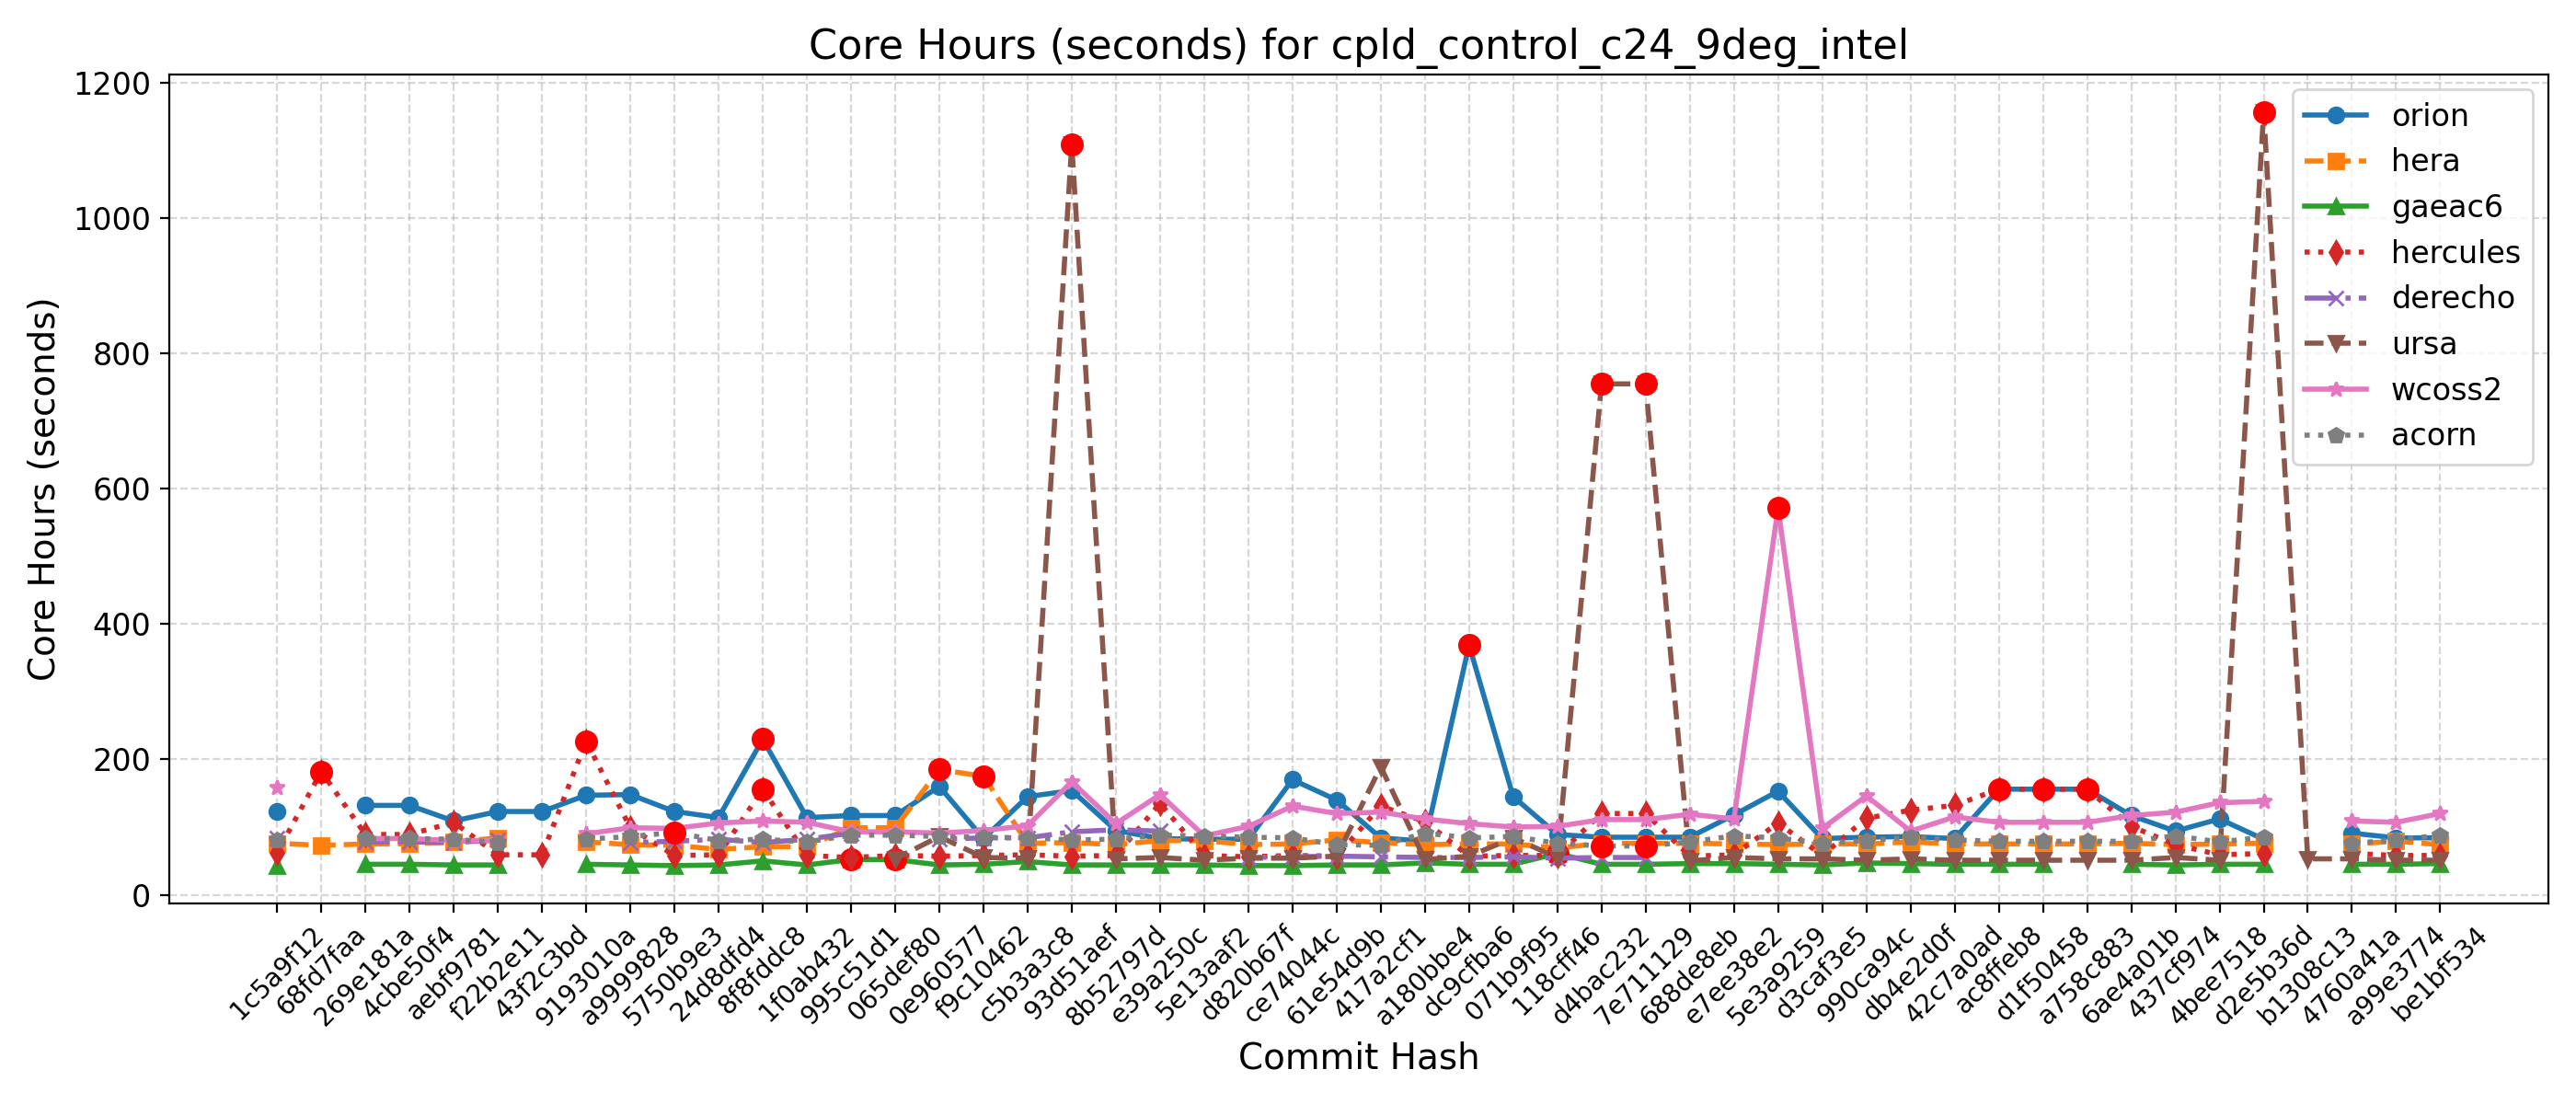 Core Hours (seconds) for cpld_control_c24_9deg_intel
Core Hours (seconds)
1200
1000
800
600
400
200
0
orion
hera
gaeac6
hercules
derecho
ursa
wcoss2
acorn
1c5a9f12
68fd7faa
269e181a
4cbe50f4
aebf9781
f22b2e11
43f2c3bd
9193010a
a9999828
5750b9e3
24d8dfd4
8f8fddc8
1f0ab432
995c51d1
065def80
0e960577
f9c10462
c5b3a3c8
93d51aef
8b52797d
e39a250c
5e13aaf2
d820b67f
ce74044c
61e54d9b
417a2cf1
a180bbe4
dc9cfba6
071b9f95
118cff46
d4bac232
7e711129
688de8eb
e7ee38e2
5e3a9259
d3caf3e5
990ca94c
db4e2d0f
42c7a0ad
ac8ffeb8
d1f50458
a758c883
6ae4a01b
437cf974
4bee7518
d2e5b36d
b1308c13
4760a41a
a99e3774
be1bf534
Commit Hash